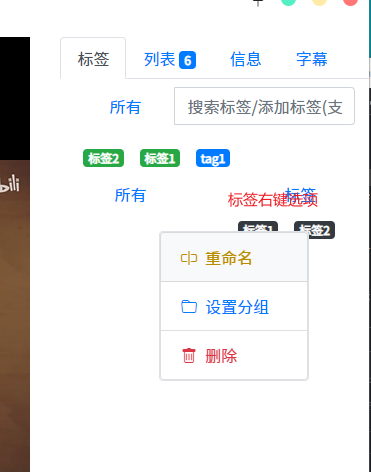 标签 列表 6 信息 字幕
所有 搜索标签/添加标签(支
标签2 标签1 tag1
bili
所有 标签
标签右键选项
标签1 标签2
重命名
设置分组
删除